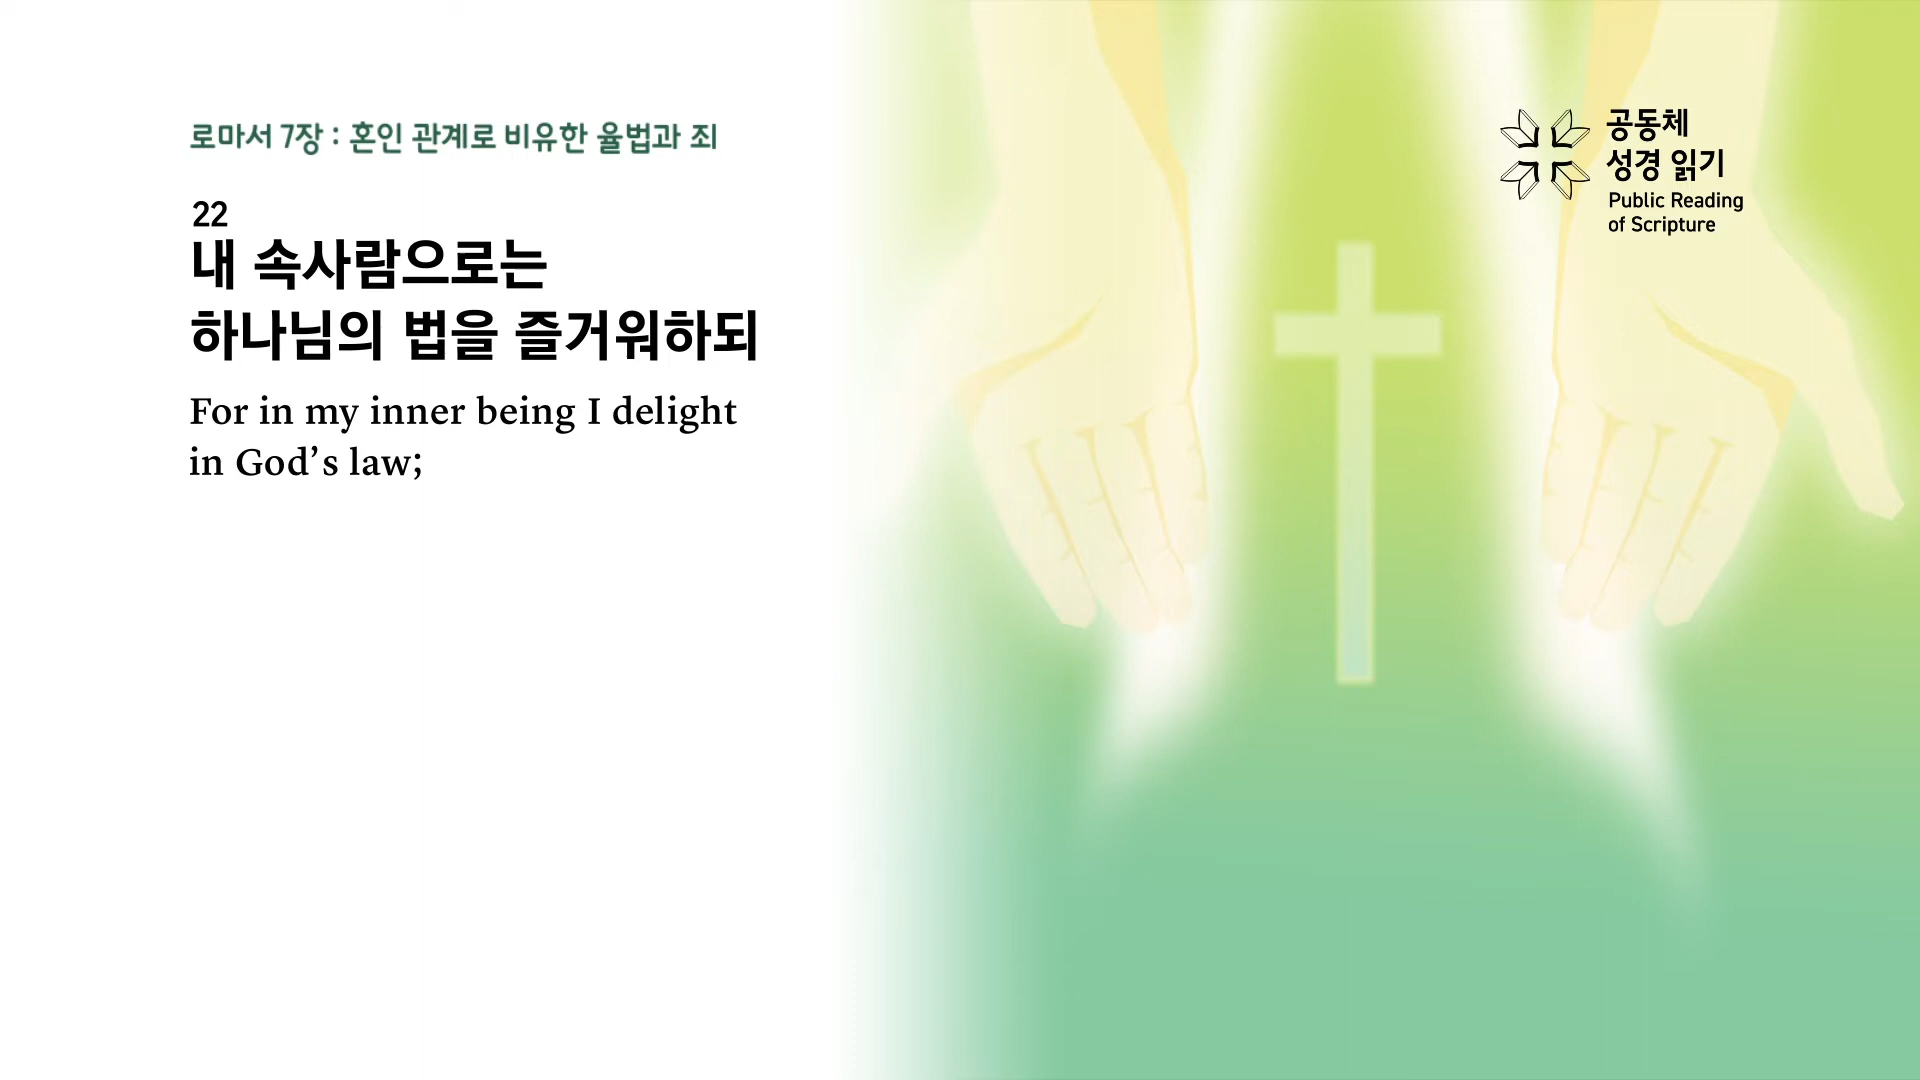 로마서 7장 : 혼인 관계로 비유한 율법과 죄
22
내 속사람으로는
하나님의 법을 즐거워하되
For in my inner being I delight
in God’s law;
공동체
성경 읽기
Public Reading
of Scripture